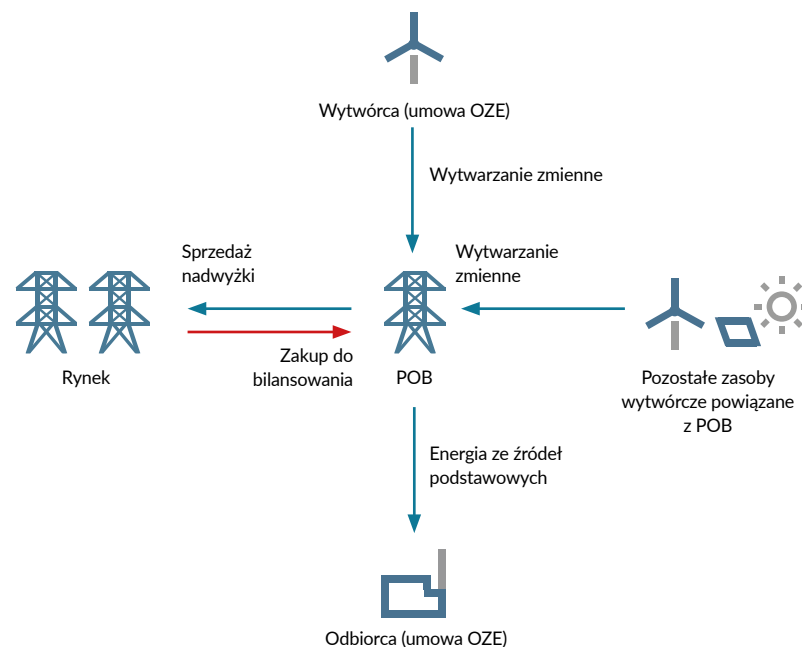 Wytwórca (umowa OZE)
Wytwarzanie zmienne
Sprzedaż
nadwyżki
Wytwarzanie
zmienne
Zakup do
bilansowania
Rynek
POB
Pozostałe zasoby
wytwórcze powiązane
z POB
Energia ze źródeł
podstawowych
Odbiorca (umowa OZE)